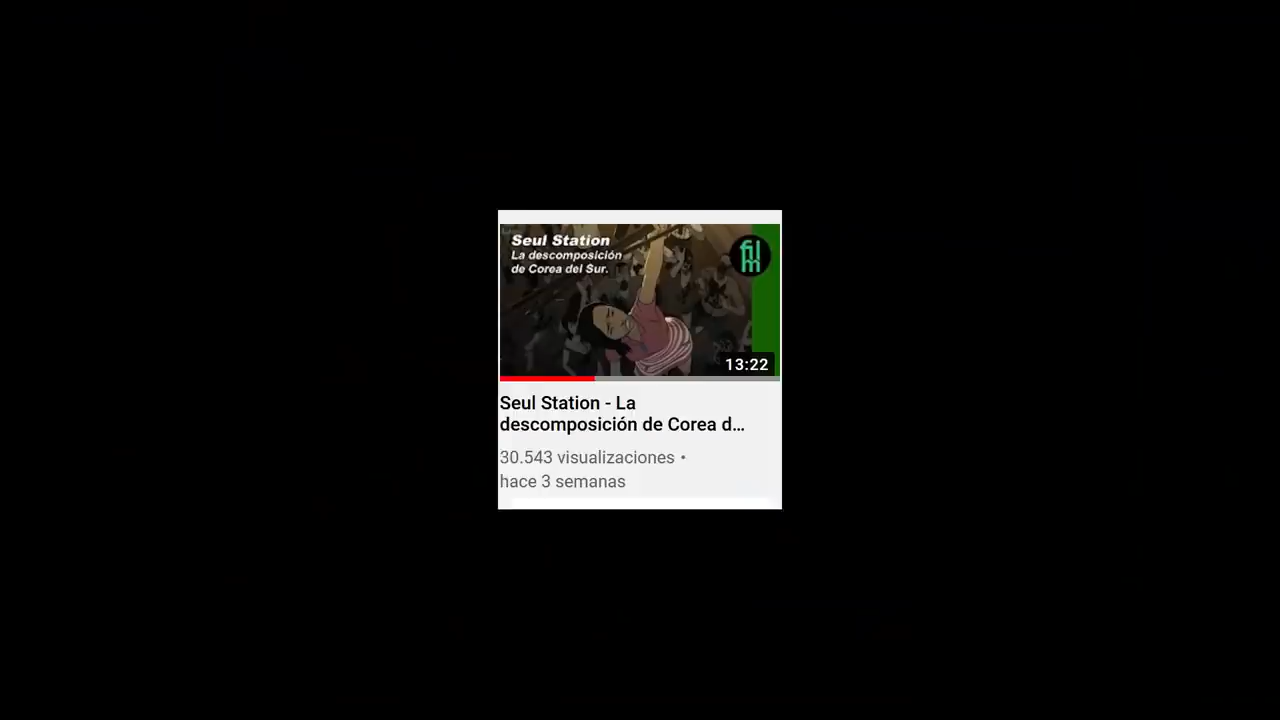 Seul Station
La descomposición
de Corea del Sur.
film
13:22
Seul Station - La
descomposición de Corea d...
30.543 visualizaciones •
hace 3 semanas